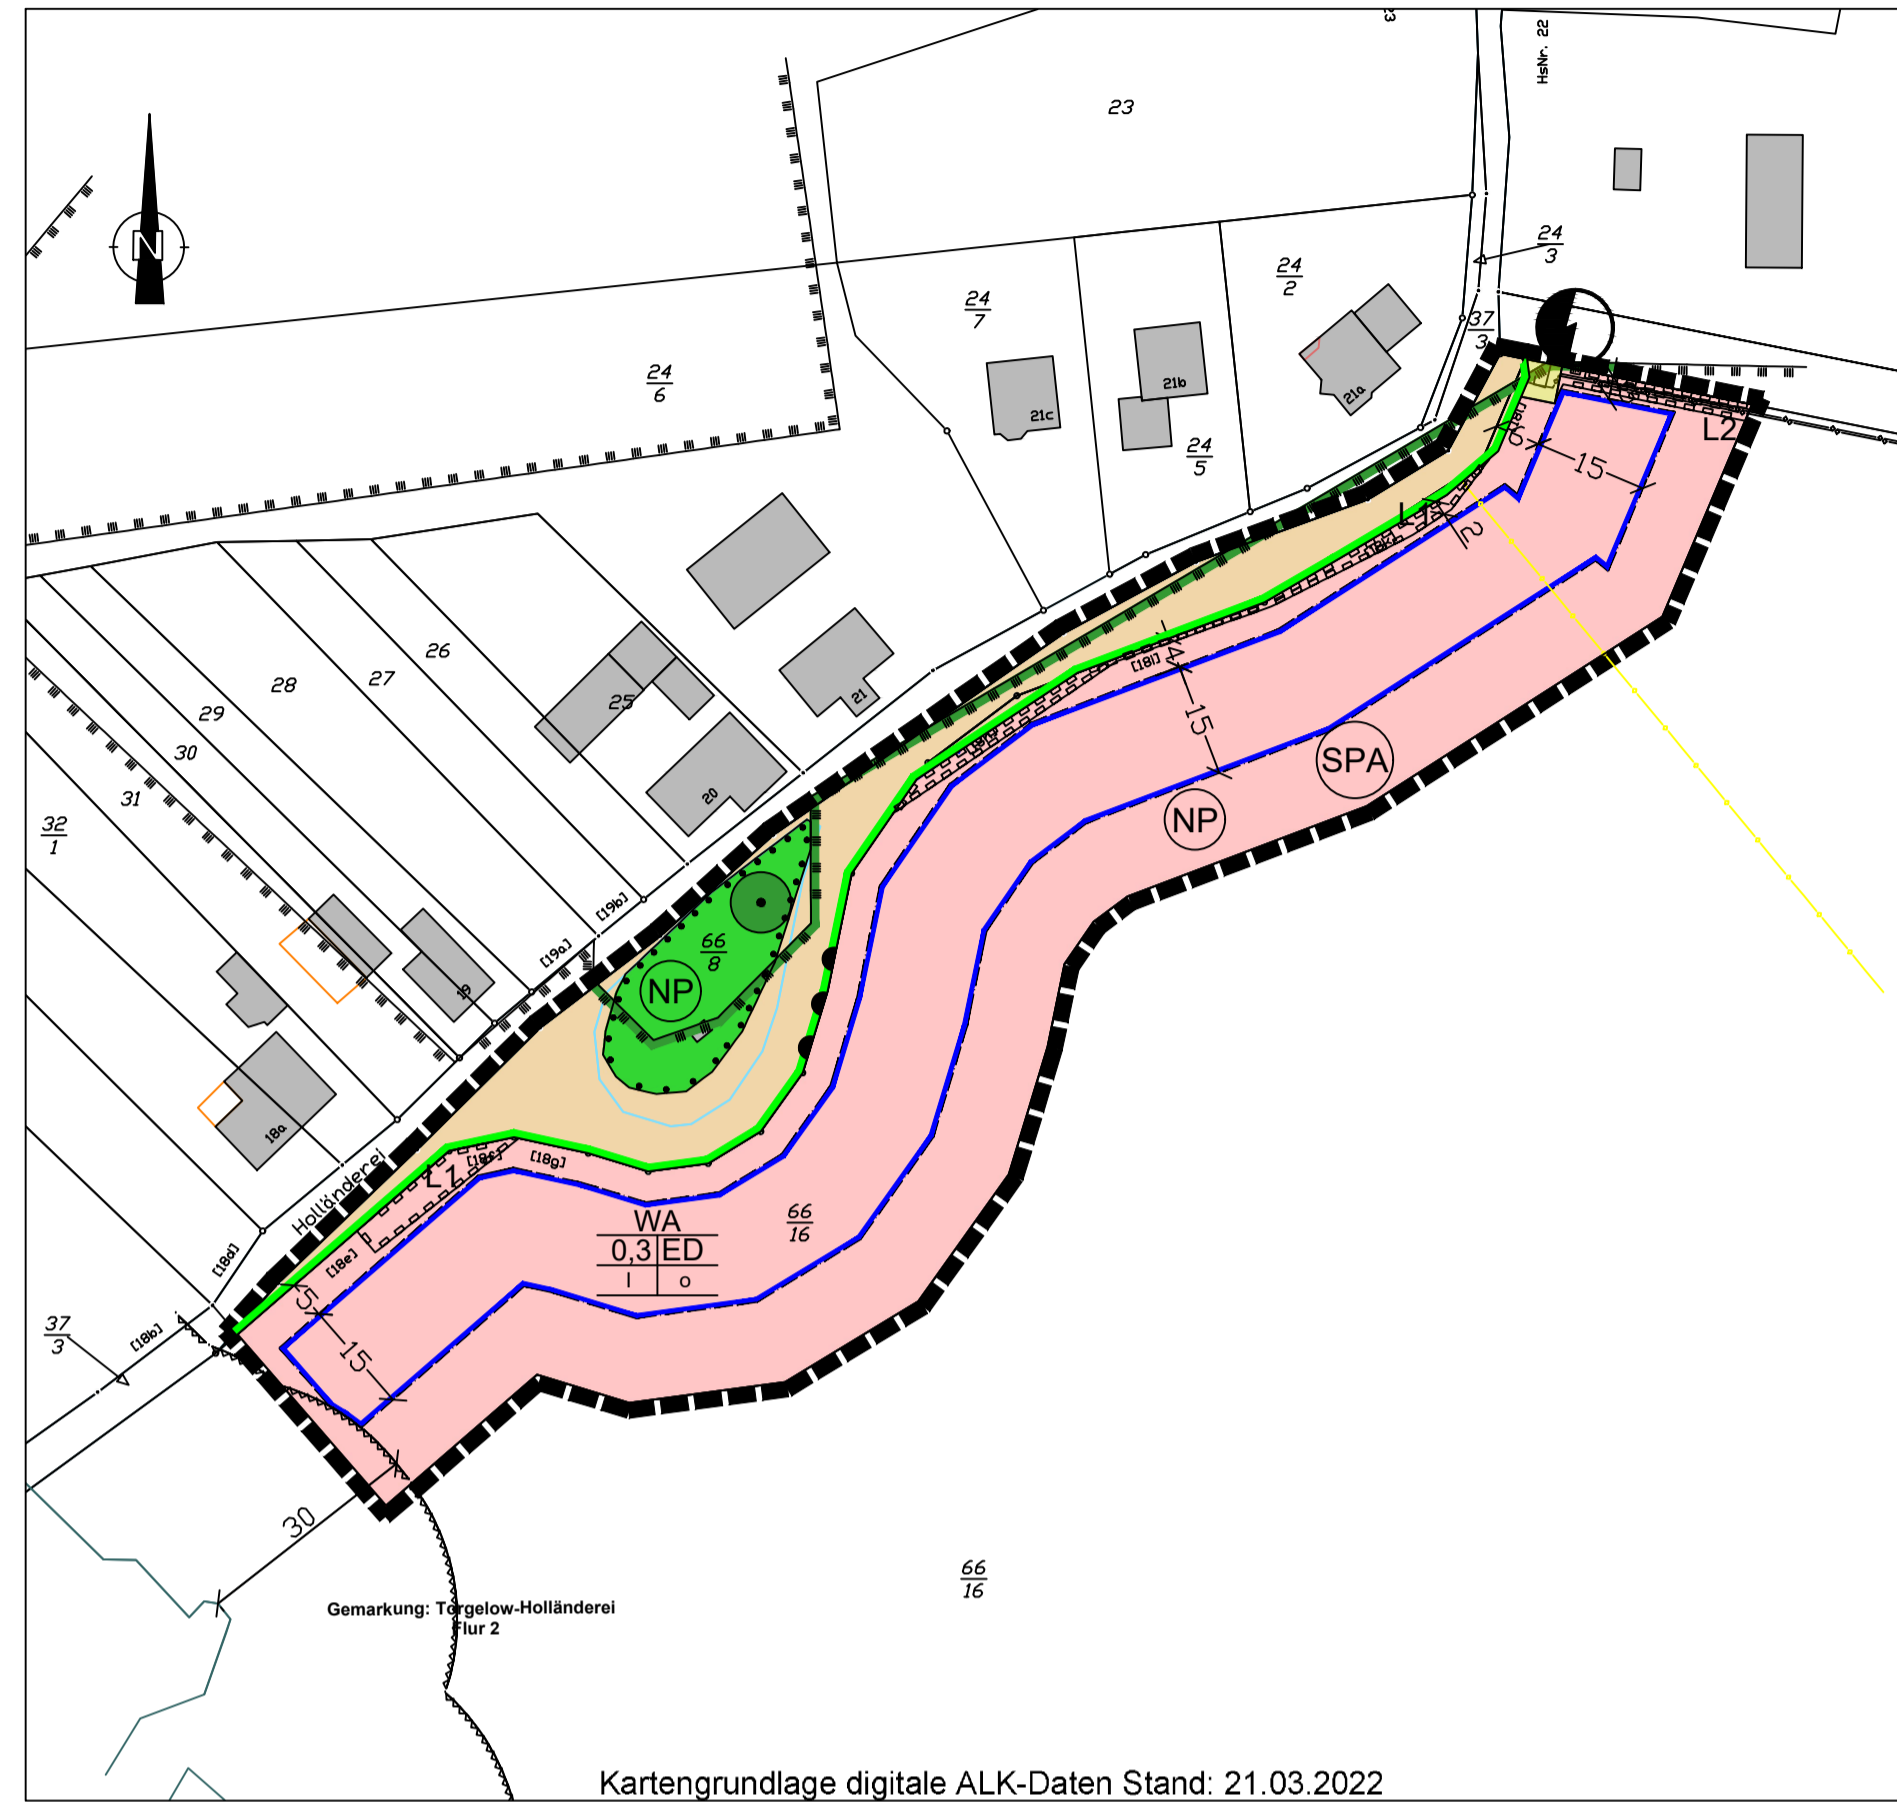 HsNr. 22
23
N
24
3
24
2
24
7
37
3
24
6
21b
21c
21a
24
5
L2
6
15
L1
2
[18k]
[18l]
[18i]
4
15
26
27
28
25
29
30
31
21
20
32
1
SPA
NP
[19b]
[19a]
66
8
NP
19
18a
Holländerei
L1
[18f]
[18g]
[18e]
[18d]
[18b]
WA
0,3 ED
I o
66
16
37
3
5
15
30
66
16
Gemarkung: Torgelow-Holländerei
Flur 2
Kartengrundlage digitale ALK-Daten Stand: 21.03.2022